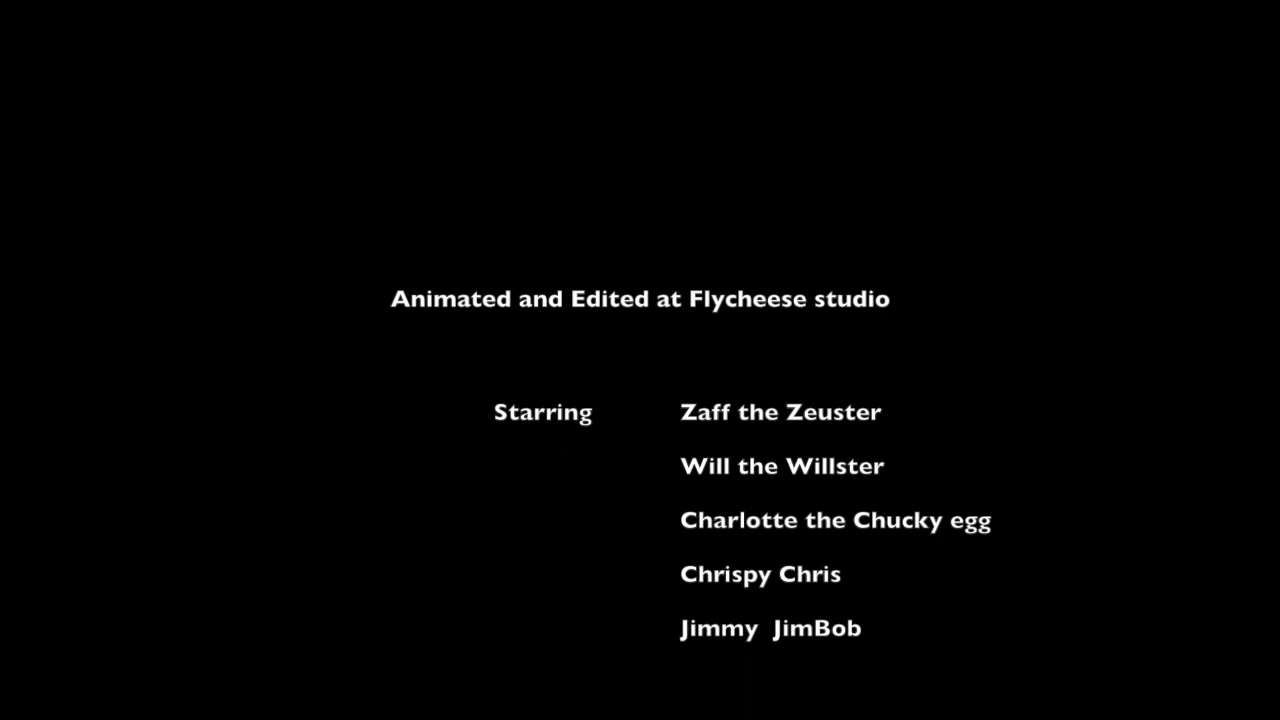 Animated and Edited at Flycheese studio
Starring Zaff the Zeuster
Will the Willster
Charlotte the Chucky egg
Chrispy Chris
Jimmy JimBob